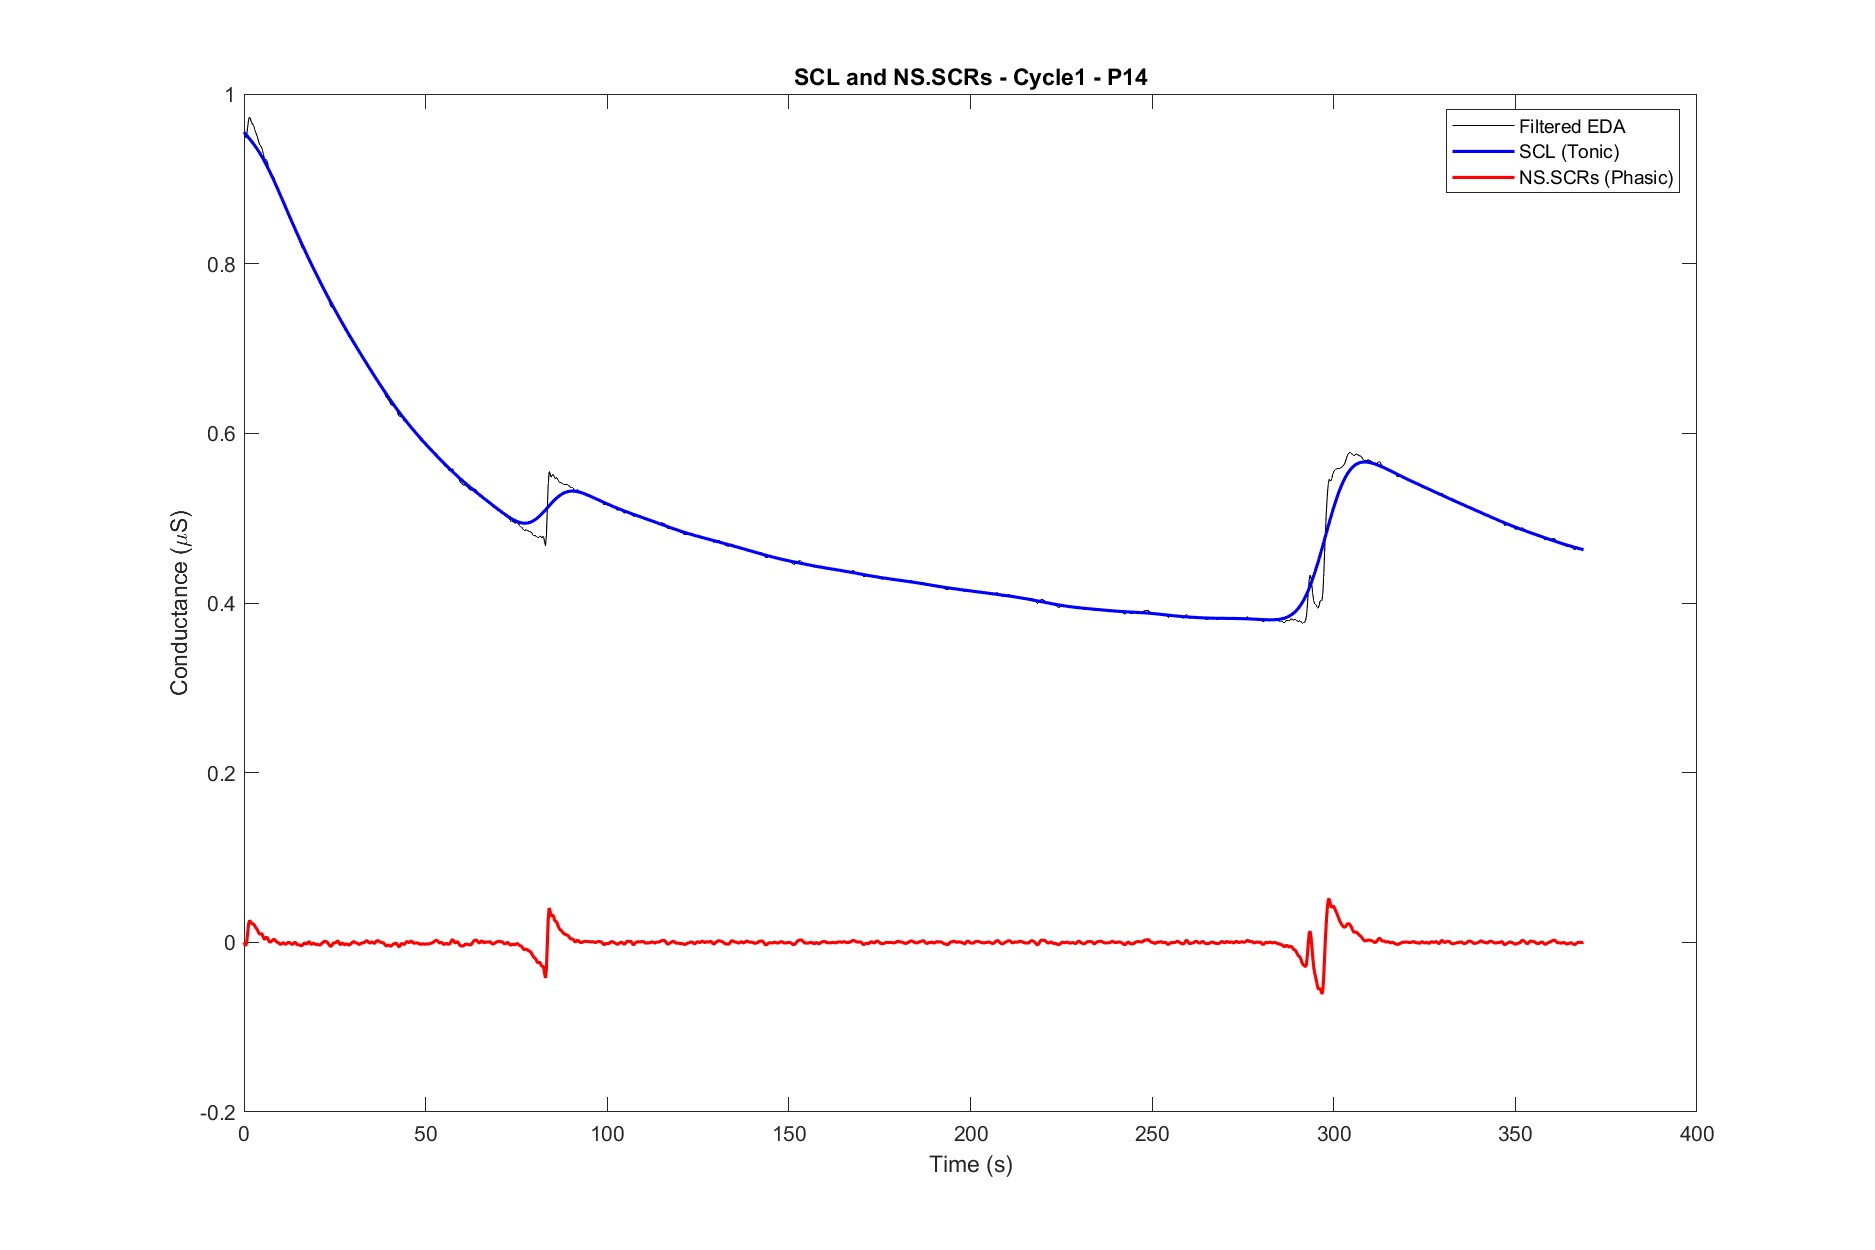 SCL and NS.SCRs - Cycle1 - P14
Filtered EDA
SCL (Tonic)
NS.SCRs (Phasic)
1
0.8
0.6
0.4
0.2
0
-0.2
Conductance (μS)
0 50 100 150 200 250 300 350 400
Time (s)